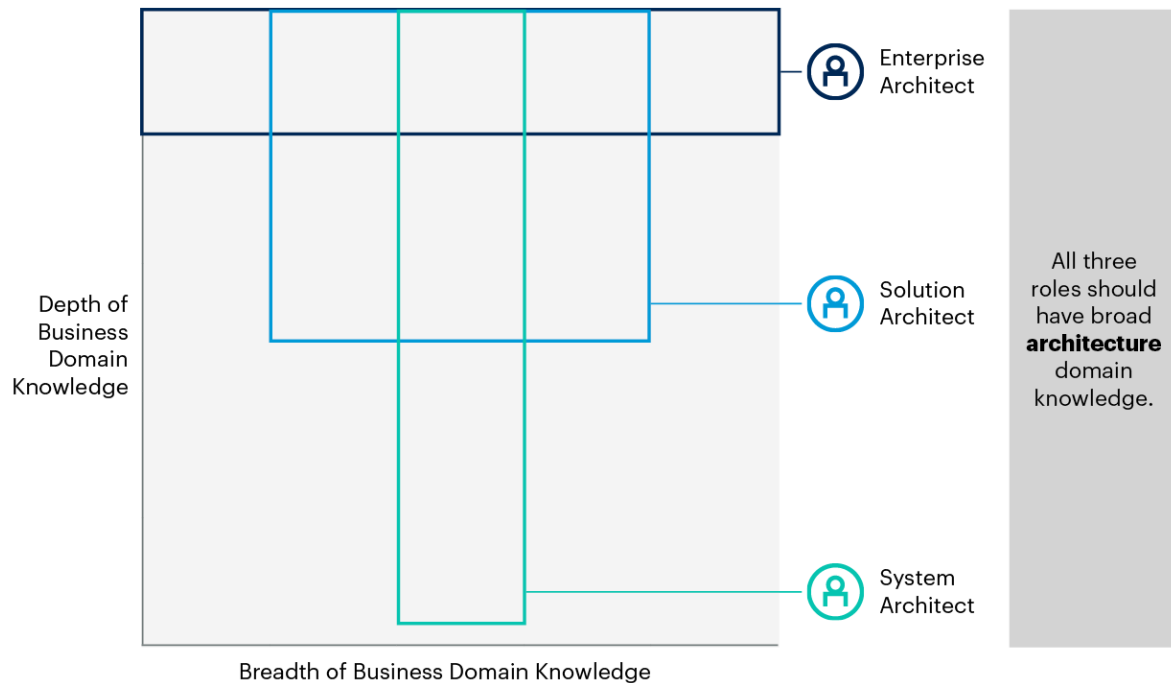 Enterprise
Architect
Depth of
Business
Domain
Knowledge
Solution
Architect
System
Architect
Breadth of Business Domain Knowledge
All three
roles should
have broad
architecture
domain
knowledge.